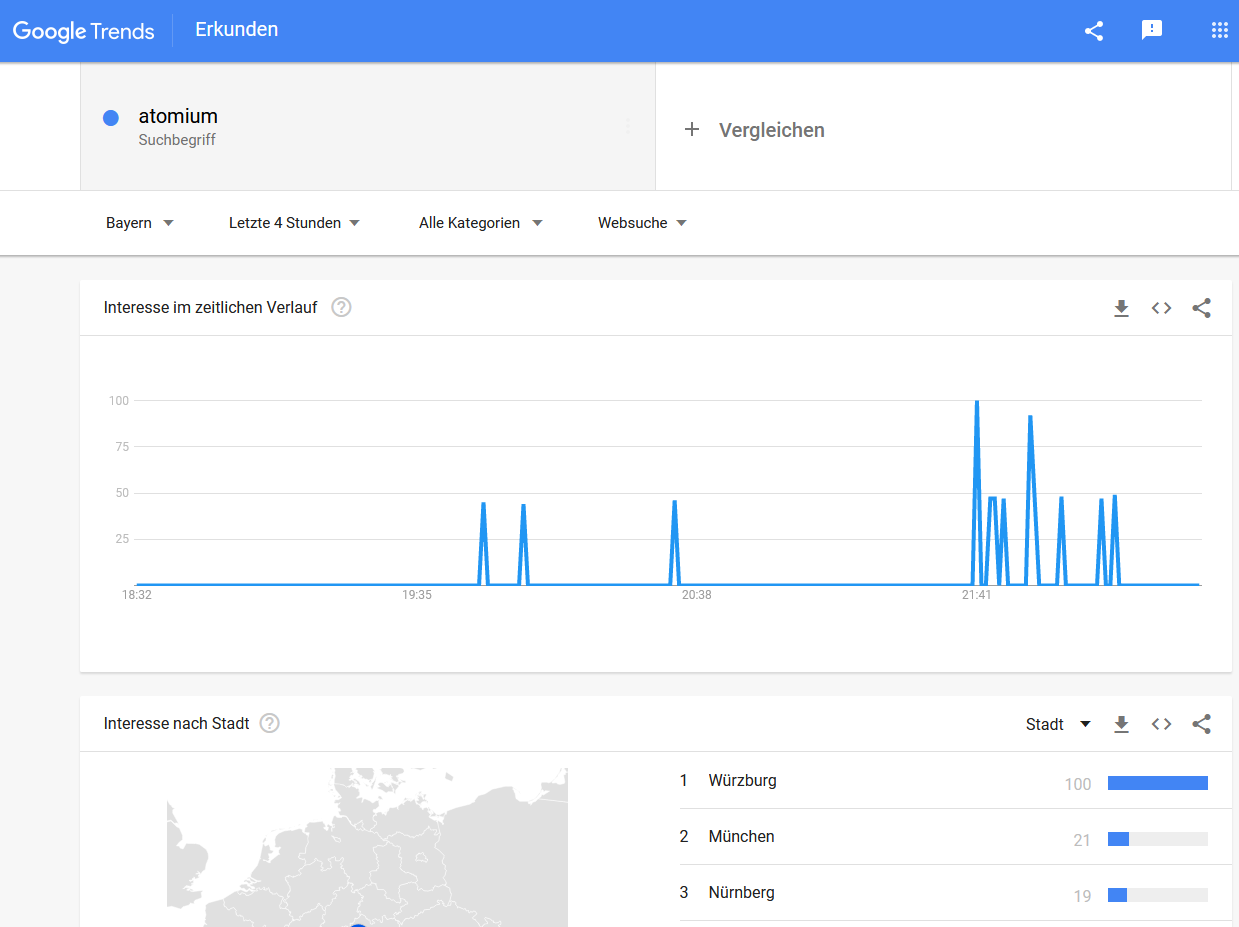 Google Trends
Erkunden
atomium
Suchbegriff
Vergleichen
Bayern
Letzte 4 Stunden
Alle Kategorien
Websuche
Interesse im zeitlichen Verlauf
100
75
50
25
18:32
19:35
20:38
21:41
Interesse nach Stadt
Stadt
1 Würzburg 100
2 München 21
3 Nürnberg 19